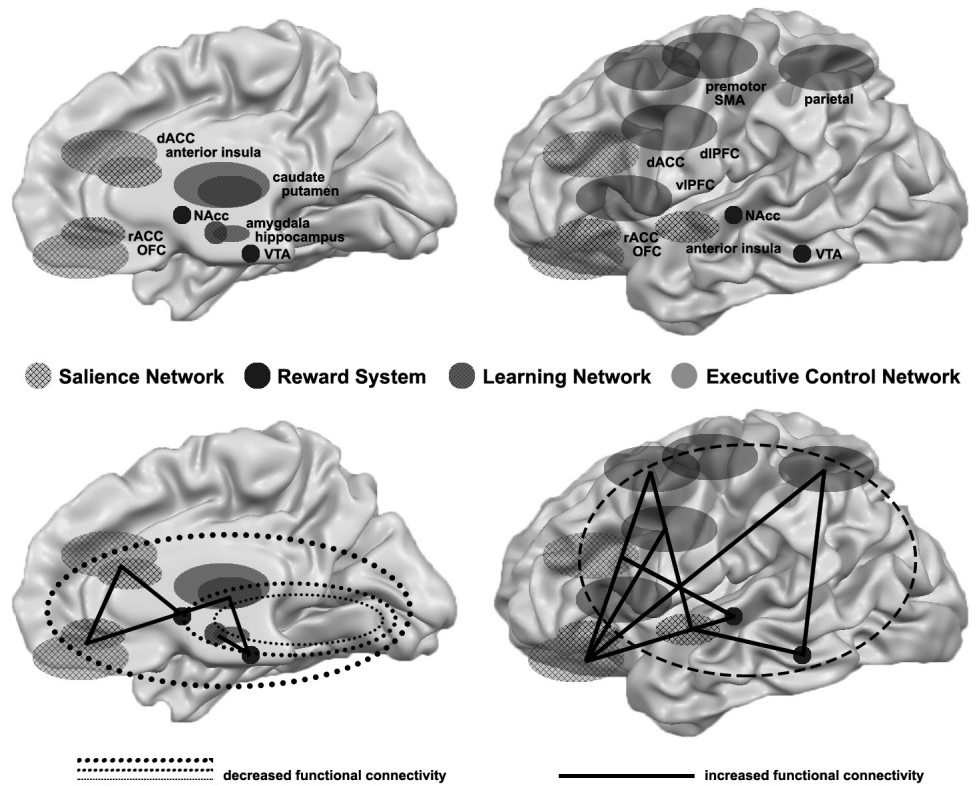 dACC
anterior insula
caudate
putamen
NAcc
amygdala
hippocampus
rACC
OFC
VTA
premotor
SMA
parietal
dACC
dlPFC
vlPFC
NAcc
rACC
OFC
anterior insula
VTA
Salience Network
Reward System
Learning Network
Executive Control Network
decreased functional connectivity
increased functional connectivity